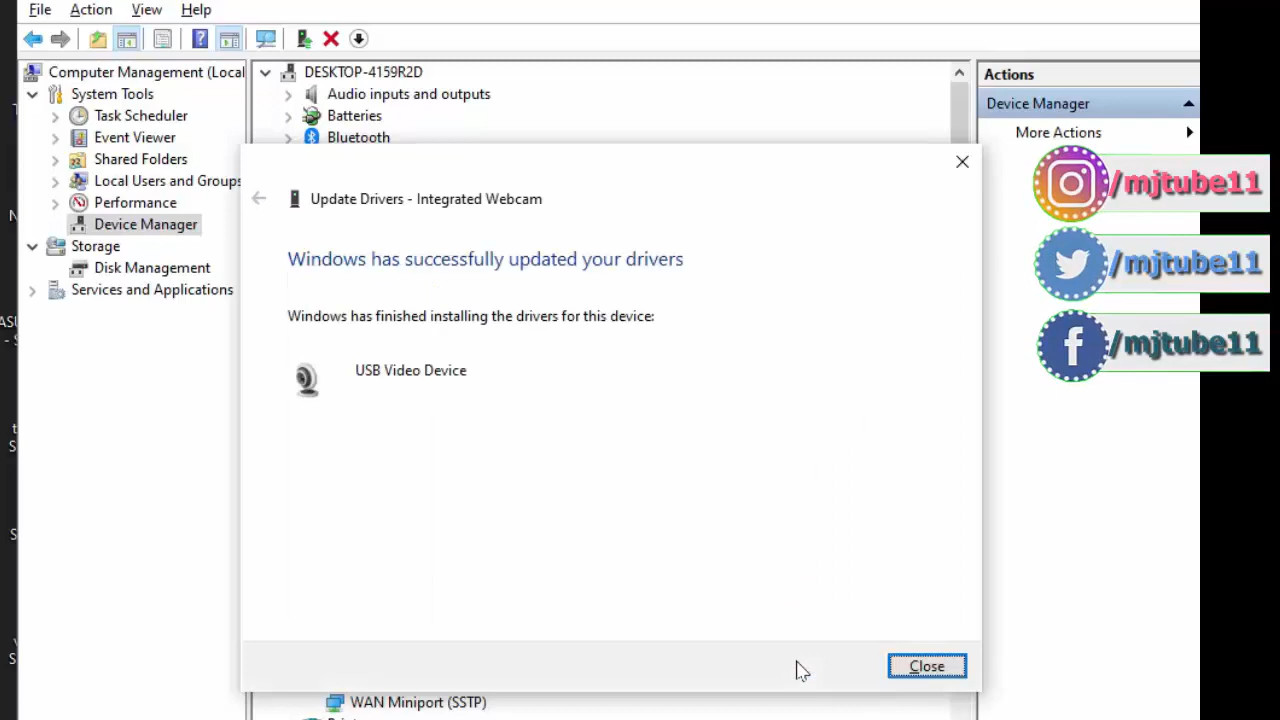 File Action View Help
Computer Management (Local
System Tools
Task Scheduler
Event Viewer
Shared Folders
Local Users and Groups
Performance
Device Manager
Storage
Disk Management
Services and Applications
DESKTOP-4159R2D
Audio inputs and outputs
Batteries
Bluetooth
Update Drivers - Integrated Webcam
Windows has successfully updated your drivers
Windows has finished installing the drivers for this device:
USB Video Device
Close
WAN Miniport (SSTP)
Actions
Device Manager
More Actions
/mjtube11
/mjtube11
/mjtube11